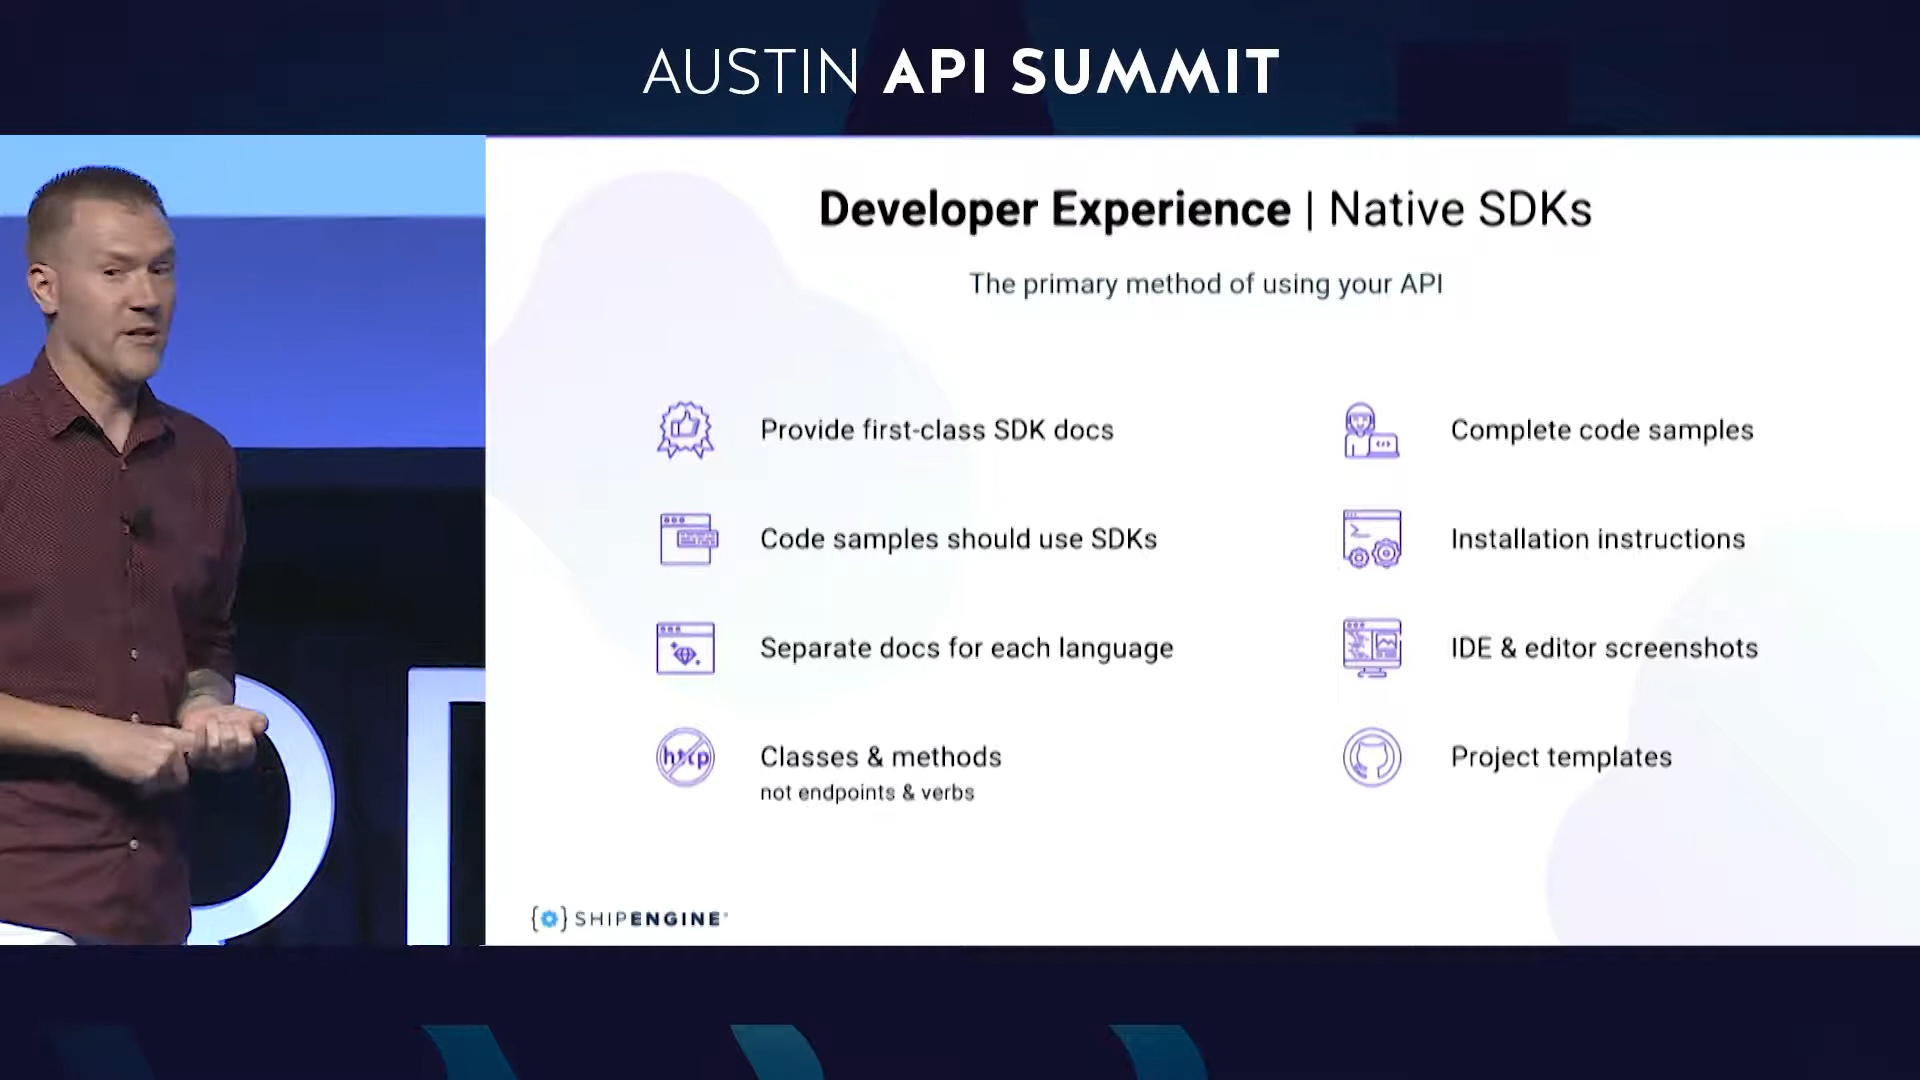 AUSTIN API SUMMIT
Developer Experience | Native SDKs
The primary method of using your API
Provide first-class SDK docs
Code samples should use SDKs
Separate docs for each language
http
Classes & methods
not endpoints & verbs
Complete code samples
Installation instructions
IDE & editor screenshots
Project templates
{} SHIPENGINE